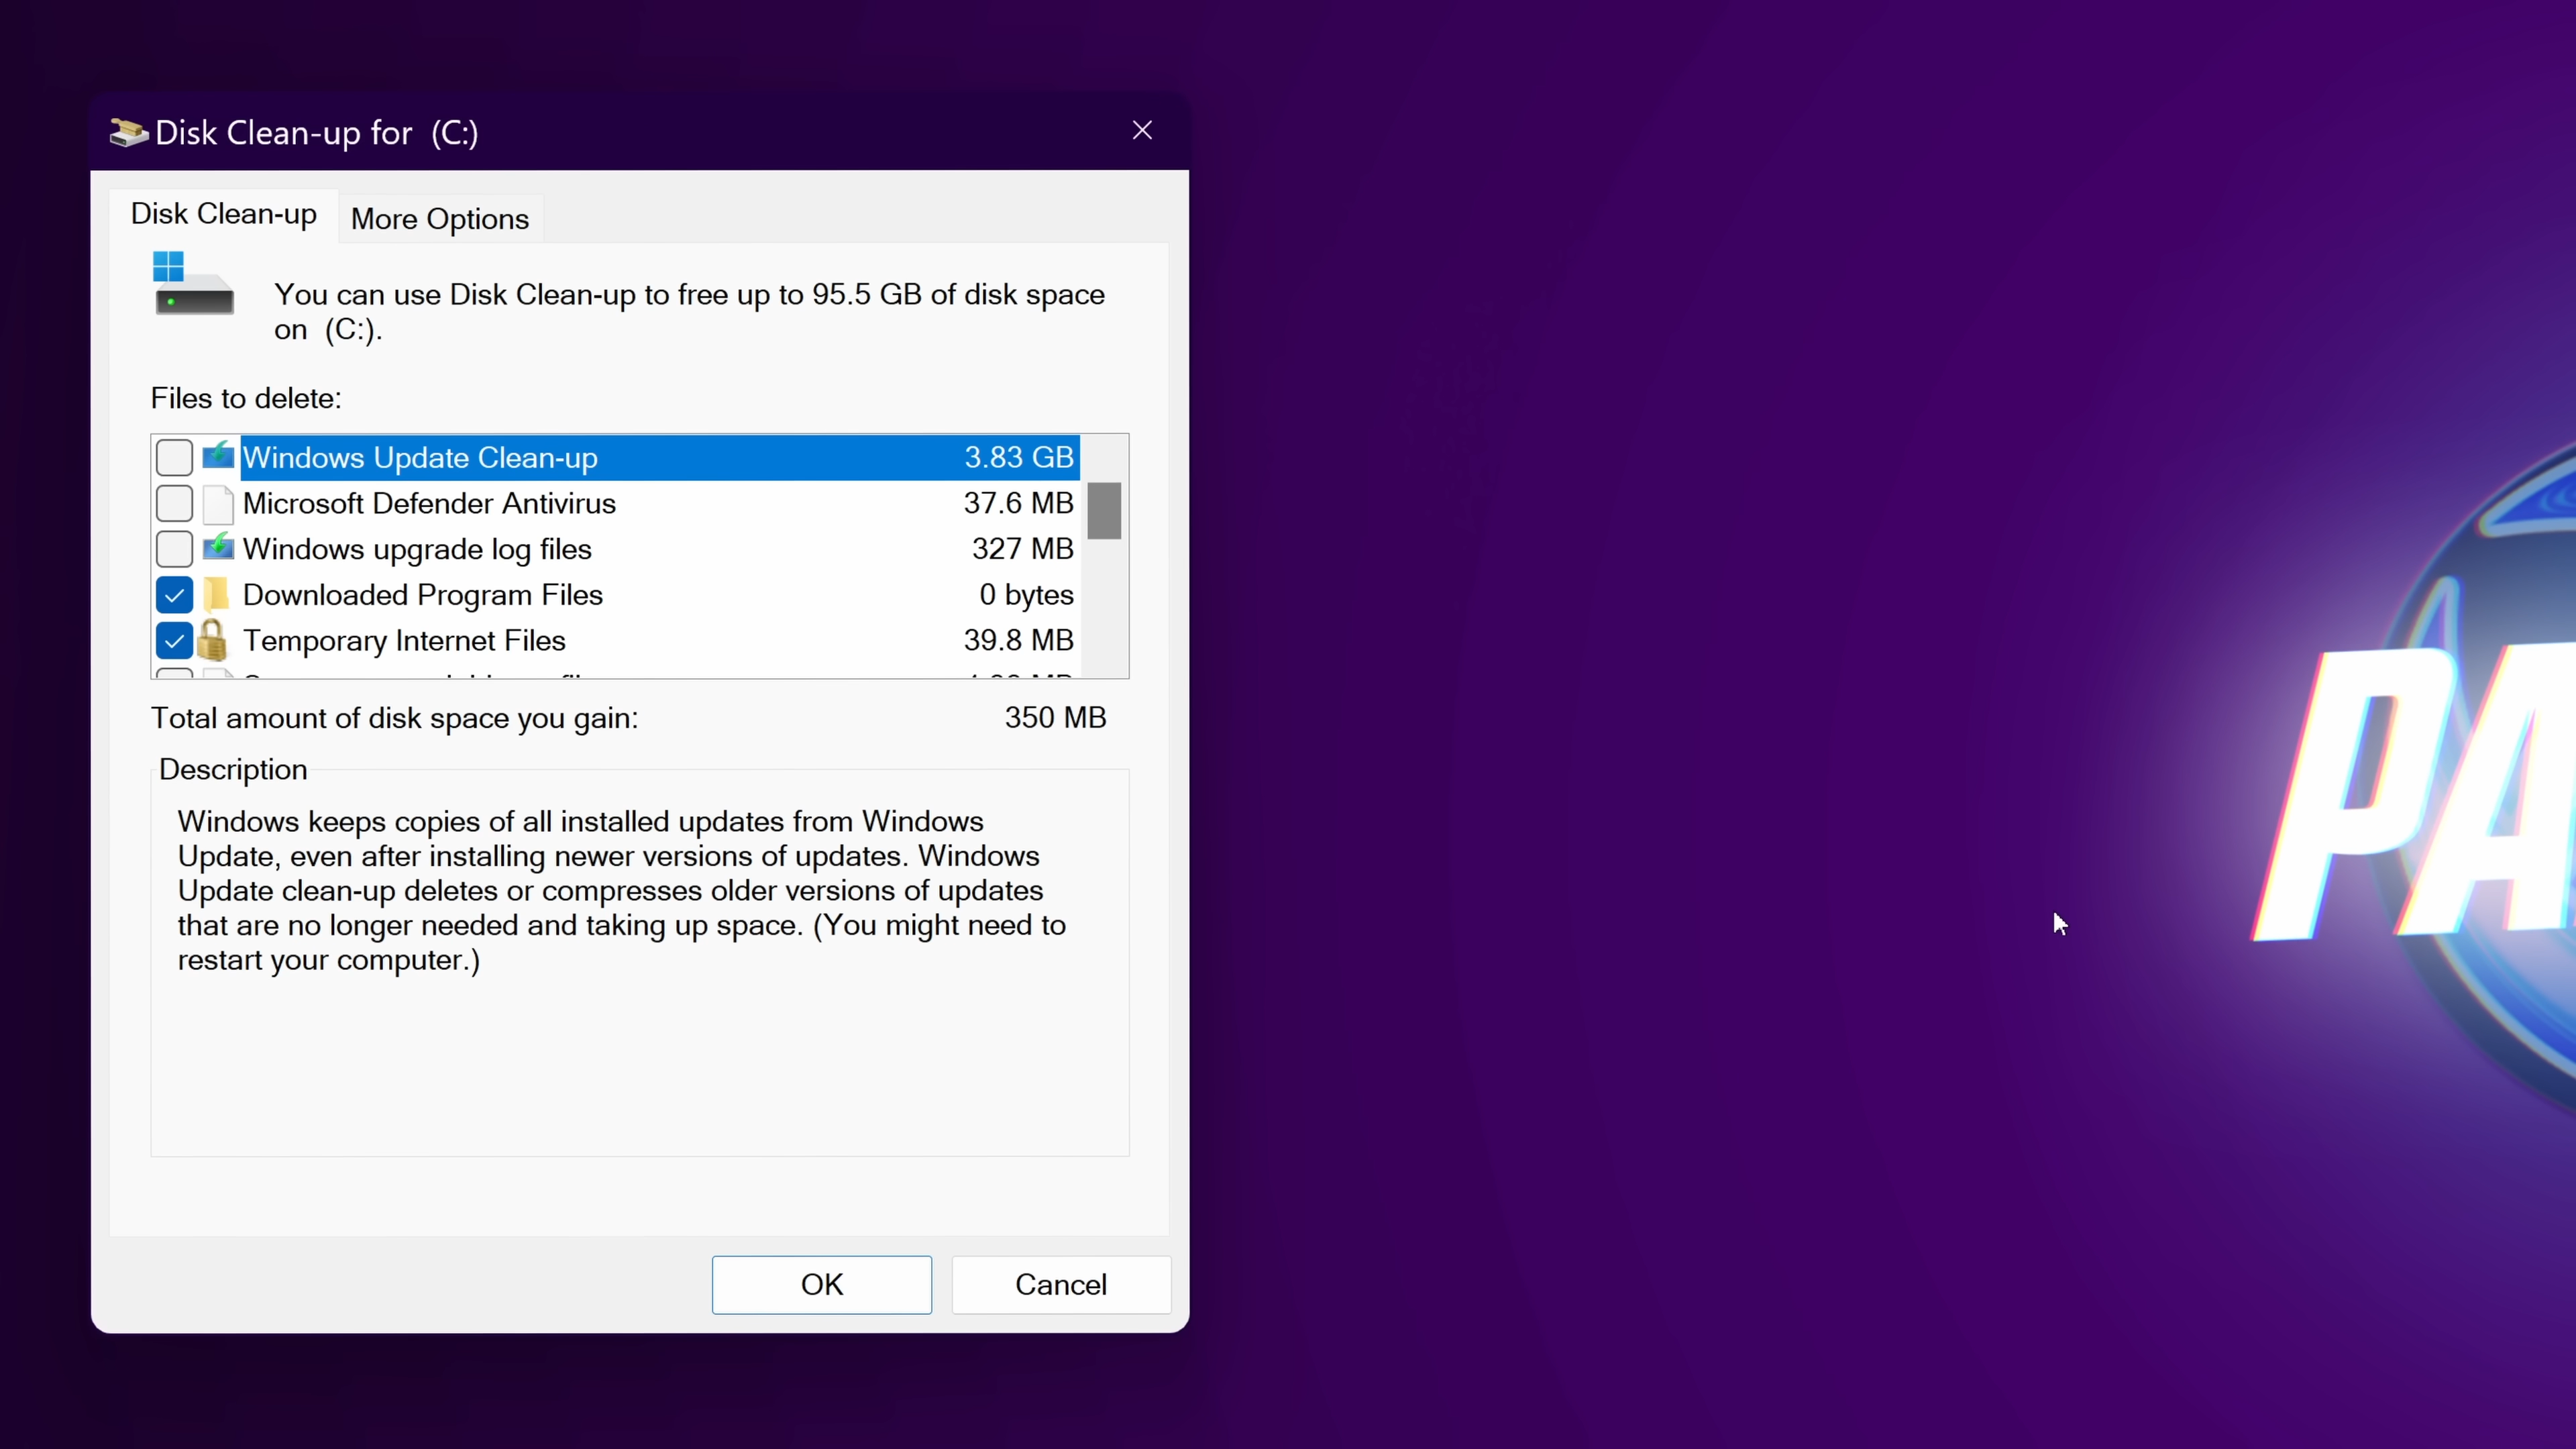 Disk Clean-up for (C:)
Disk Clean-up
More Options
You can use Disk Clean-up to free up to 95.5 GB of disk space
on (C:).
Files to delete:
Windows Update Clean-up 3.83 GB
Microsoft Defender Antivirus 37.6 MB
Windows upgrade log files 327 MB
Downloaded Program Files 0 bytes
Temporary Internet Files 39.8 MB
Total amount of disk space you gain: 350 MB
Description
Windows keeps copies of all installed updates from Windows
Update, even after installing newer versions of updates. Windows
Update clean-up deletes or compresses older versions of updates
that are no longer needed and taking up space. (You might need to
restart your computer.)
OK
Cancel
PA